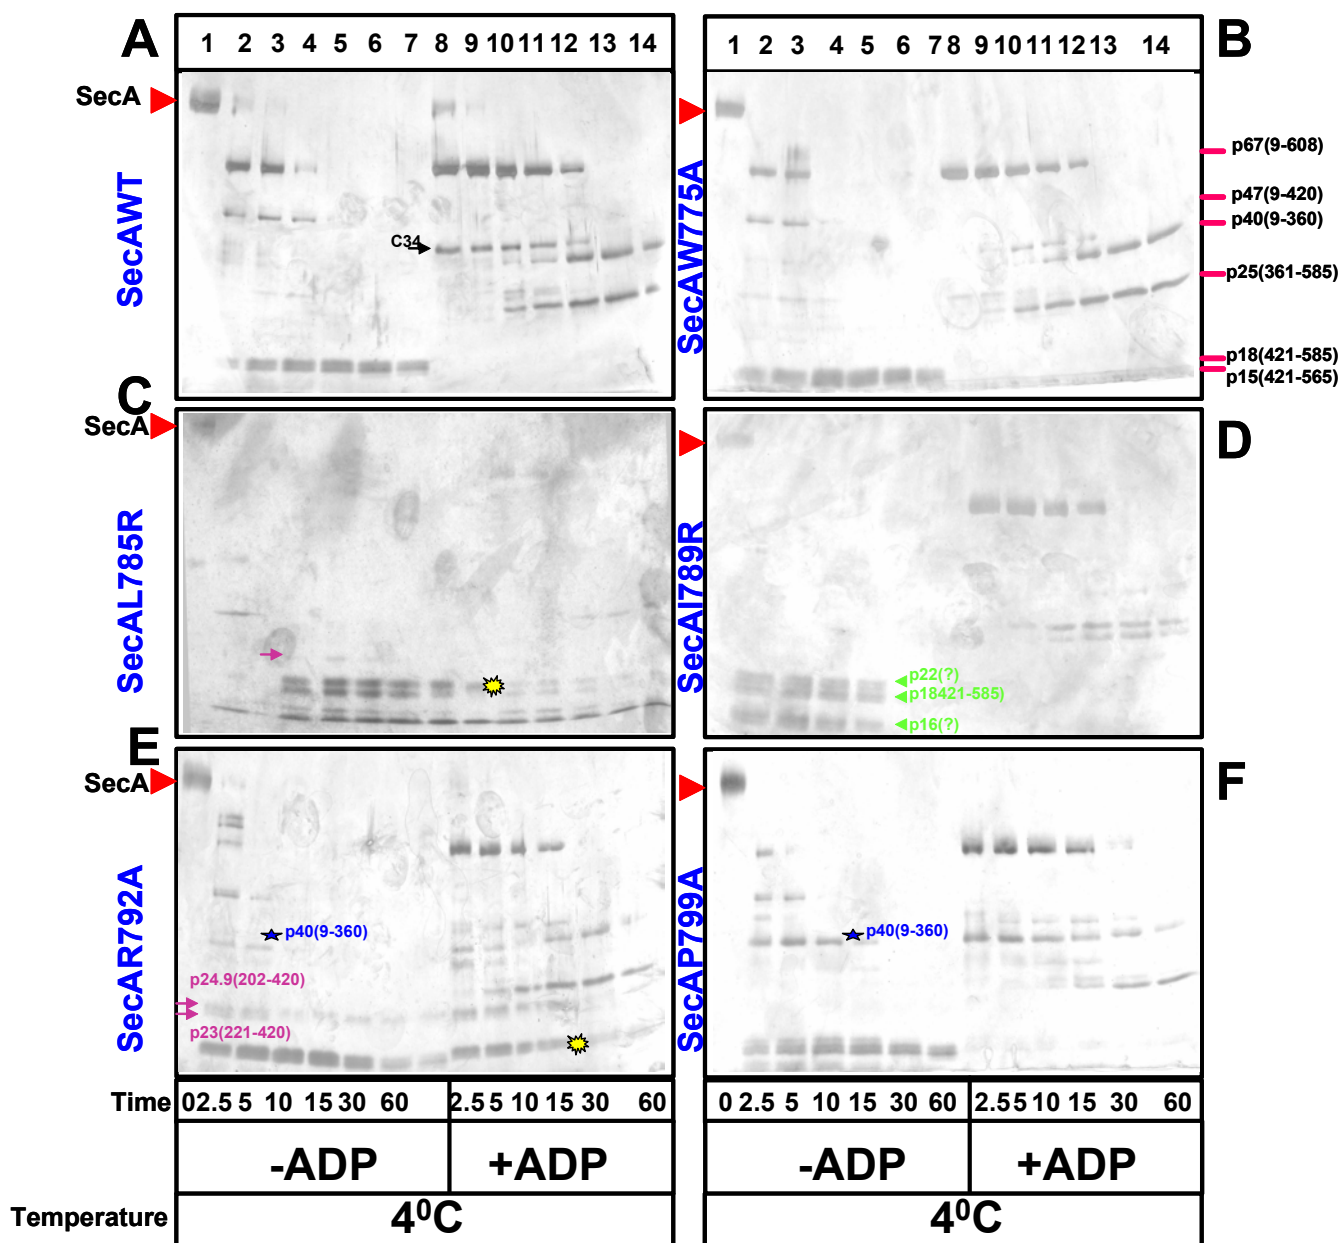 A
1 2 3 4 5 6 7 8 9 10 11 12 13 14
1 2 3 4 5 6 7 8 9 10 11 12 13 14
B
SecA
SecAWT
C34
SecAW775A
p67(9-608)
p47(9-420)
p40(9-360)
p25(361-585)
p18(421-585)
p15(421-565)
C
SecA
SecAL785R
D
SecAI789R
p22(?)
p18421-585)
p16(?)
E
SecA
SecAR792A
p40(9-360)
p24.9(202-420)
p23(221-420)
F
SecAP799A
p40(9-360)
Time 0 2.5 5 10 15 30 60 2.5 5 10 15 30 60
0 2.5 5 10 15 30 60 2.5 5 10 15 30 60
-ADP +ADP
-ADP +ADP
Temperature 4⁰C
4⁰C